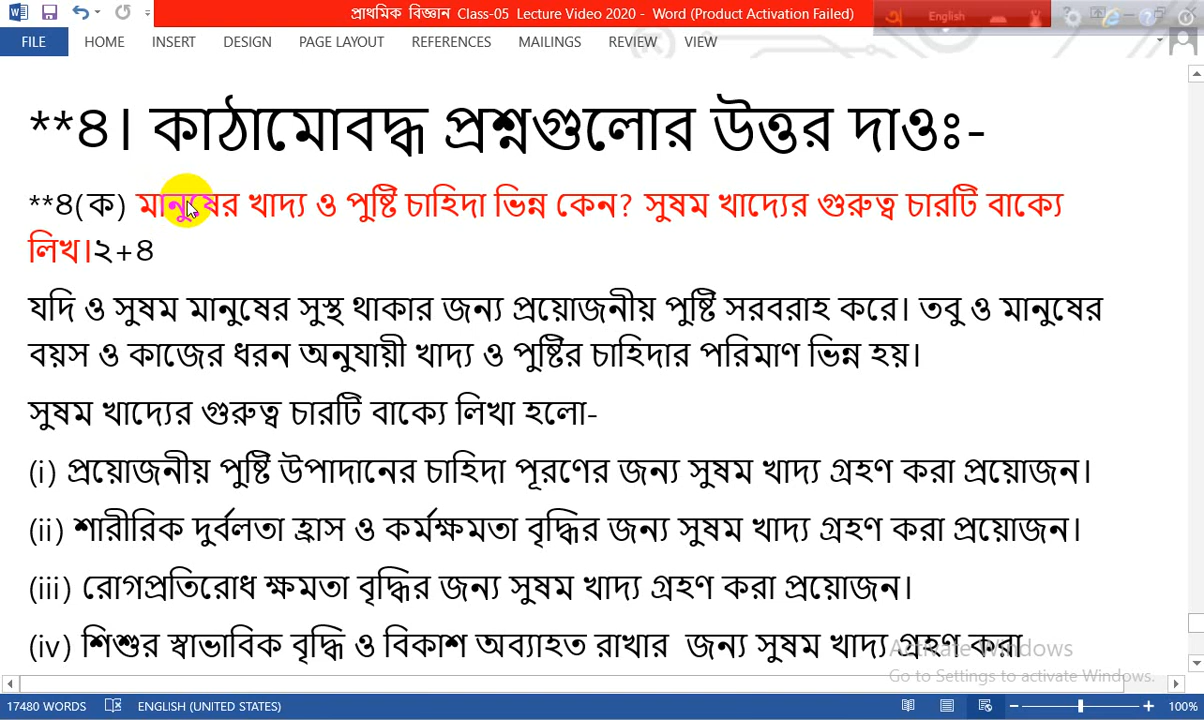 প্রাথমিক বিজ্ঞান Class-05 Lecture Video 2020 - Word (Product Activation Failed)
English
FILE HOME INSERT DESIGN PAGE LAYOUT REFERENCES MAILINGS REVIEW VIEW
**৪। কাঠামোবদ্ধ প্রশ্নগুলোর উত্তর দাওঃ-
**৪(ক) মানুষের খাদ্য ও পুষ্টি চাহিদা ভিন্ন কেন? সুষম খাদ্যের গুরুত্ব চারটি বাক্যে
লিখ।২+৪
যদি ও সুষম মানুষের সুস্থ থাকার জন্য প্রয়োজনীয় পুষ্টি সরবরাহ করে। তবু ও মানুষের
বয়স ও কাজের ধরন অনুযায়ী খাদ্য ও পুষ্টির চাহিদার পরিমাণ ভিন্ন হয়।
সুষম খাদ্যের গুরুত্ব চারটি বাক্যে লিখা হলো-
(i) প্রয়োজনীয় পুষ্টি উপাদানের চাহিদা পূরণের জন্য সুষম খাদ্য গ্রহণ করা প্রয়োজন।
(ii) শারীরিক দুর্বলতা হ্রাস ও কর্মক্ষমতা বৃদ্ধির জন্য সুষম খাদ্য গ্রহণ করা প্রয়োজন।
(iii) রোগপ্রতিরোধ ক্ষমতা বৃদ্ধির জন্য সুষম খাদ্য গ্রহণ করা প্রয়োজন।
(iv) শিশুর স্বাভাবিক বৃদ্ধি ও বিকাশ অব্যাহত রাখার জন্য সুষম খাদ্য গ্রহণ করা
Activate Windows
Go to Settings to activate Windows.
17480 WORDS ENGLISH (UNITED STATES) 100%